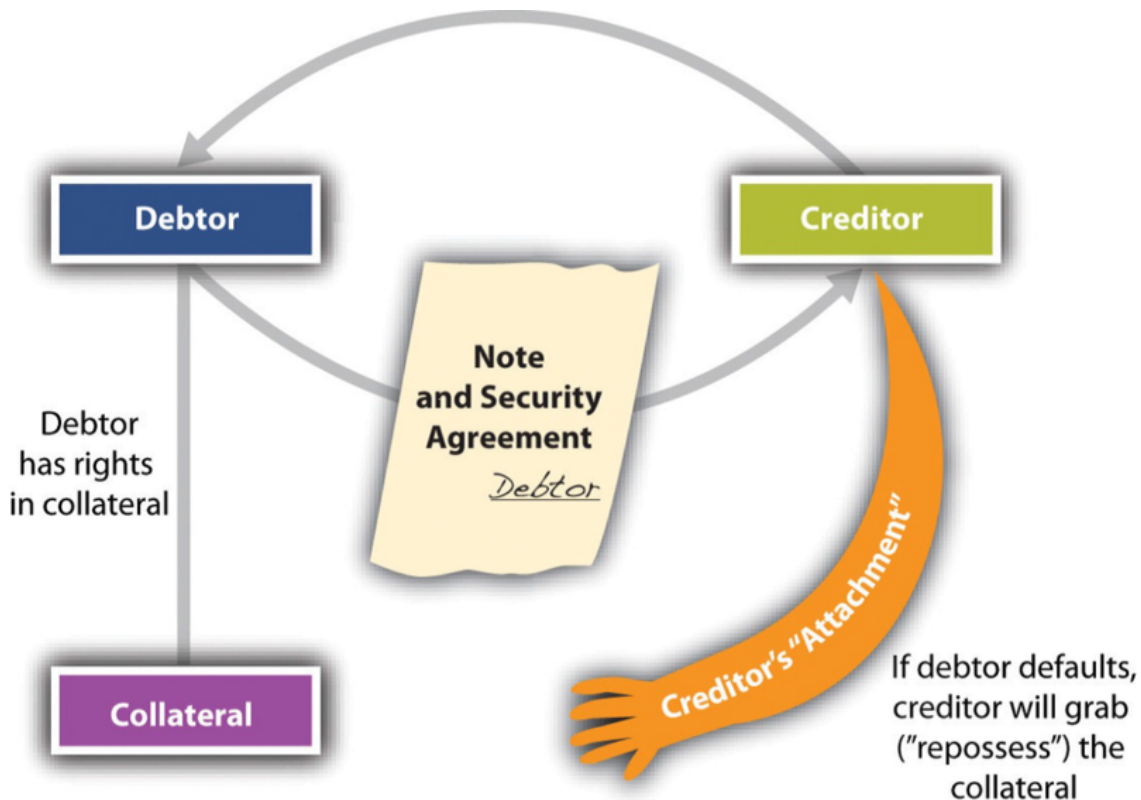 Debtor
Creditor
Note
and Security
Agreement
Debtor
Debtor
has rights
in collateral
Creditor's "Attachment"
Collateral
If debtor defaults,
creditor will grab
("repossess") the
collateral